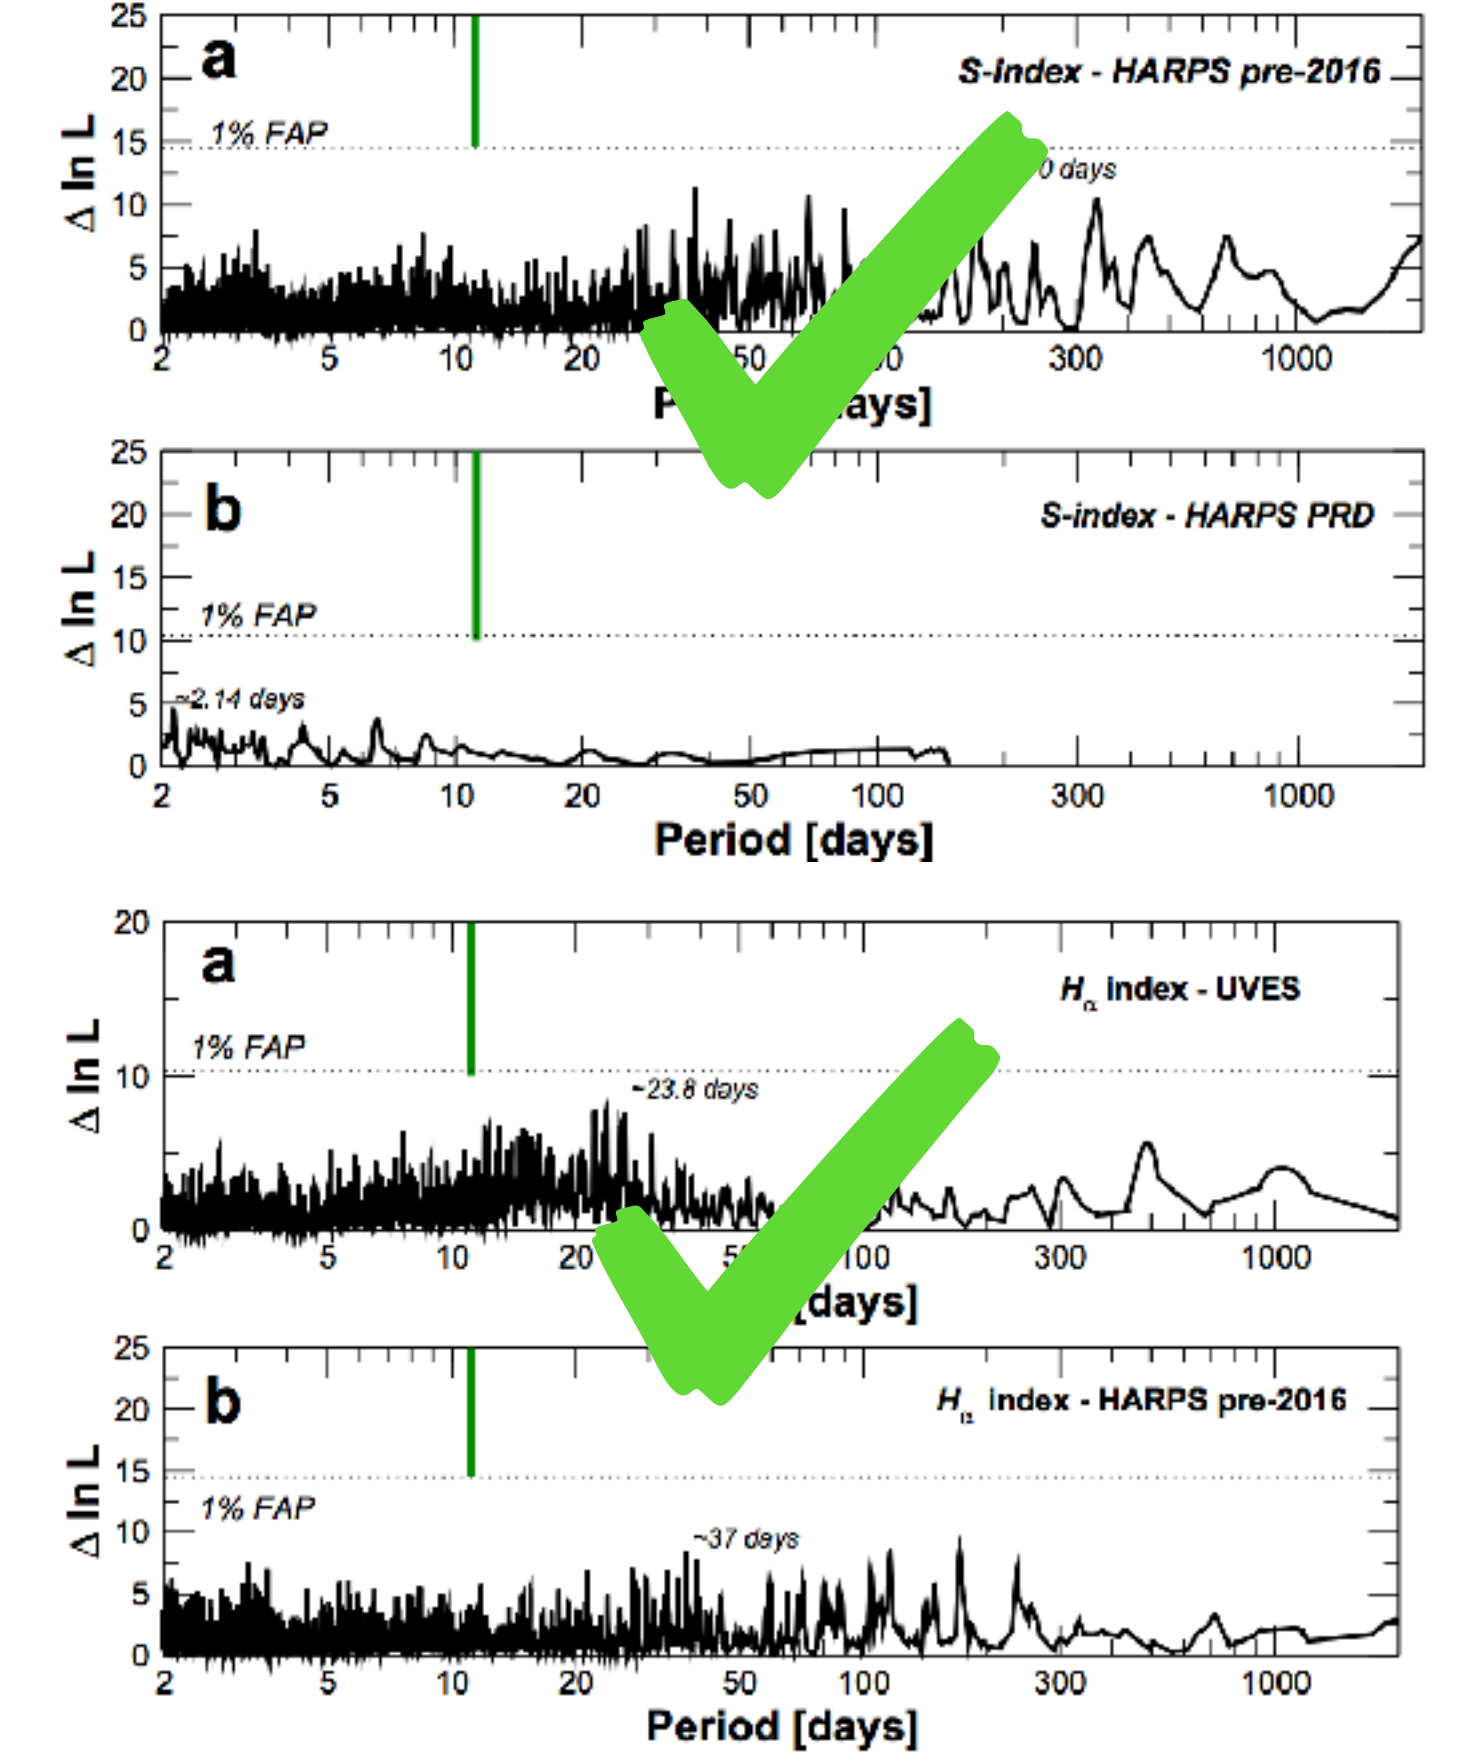 25
a
S-Index - HARPS pre-2016
20
1% FAP
15
0 days
10
5
0
Δ ln L
2 5 10 20 50 300 1000
ays]
25
b
S-index - HARPS PRD
20
15
1% FAP
10
~2.14 days
5
0
Δ ln L
2 5 10 20 50 100 300 1000
Period [days]
20
a
Hα index - UVES
1% FAP
10
~23.8 days
0
Δ ln L
2 5 10 20 100 300 1000
[days]
25
b
Hα index - HARPS pre-2016
20
15
1% FAP
10
~37 days
5
0
Δ ln L
2 5 10 20 50 100 300 1000
Period [days]